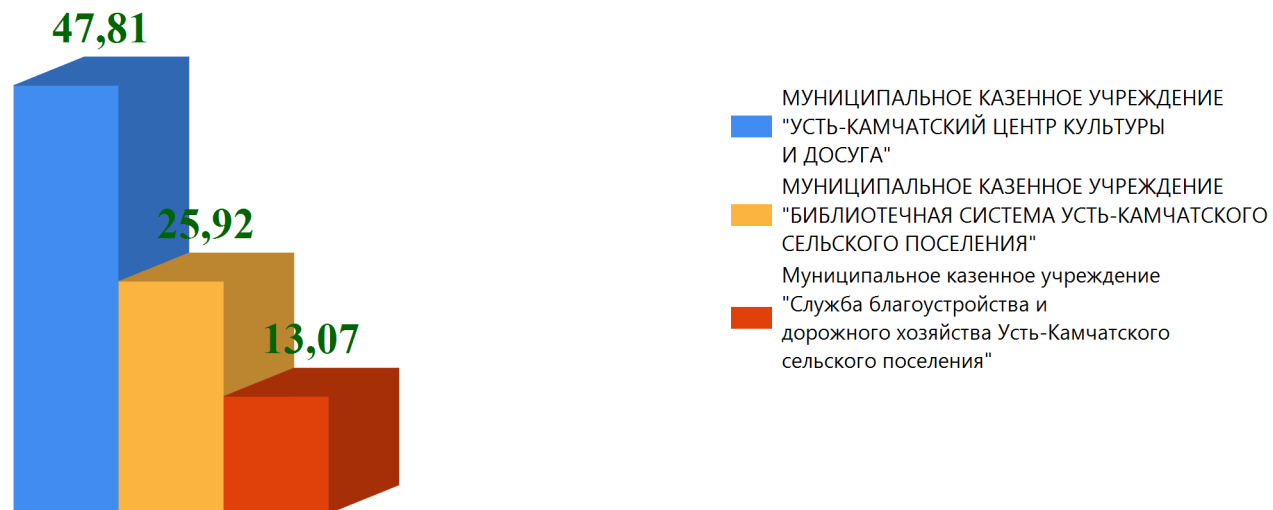 47,81
25,92
13,07
МУНИЦИПАЛЬНОЕ КАЗЕННОЕ УЧРЕЖДЕНИЕ
"УСТЬ-КАМЧАТСКИЙ ЦЕНТР КУЛЬТУРЫ
И ДОСУГА"
МУНИЦИПАЛЬНОЕ КАЗЕННОЕ УЧРЕЖДЕНИЕ
"БИБЛИОТЕЧНАЯ СИСТЕМА УСТЬ-КАМЧАТСКОГО
СЕЛЬСКОГО ПОСЕЛЕНИЯ"
Муниципальное казенное учреждение
"Служба благоустройства и
дорожного хозяйства Усть-Камчатского
сельского поселения"